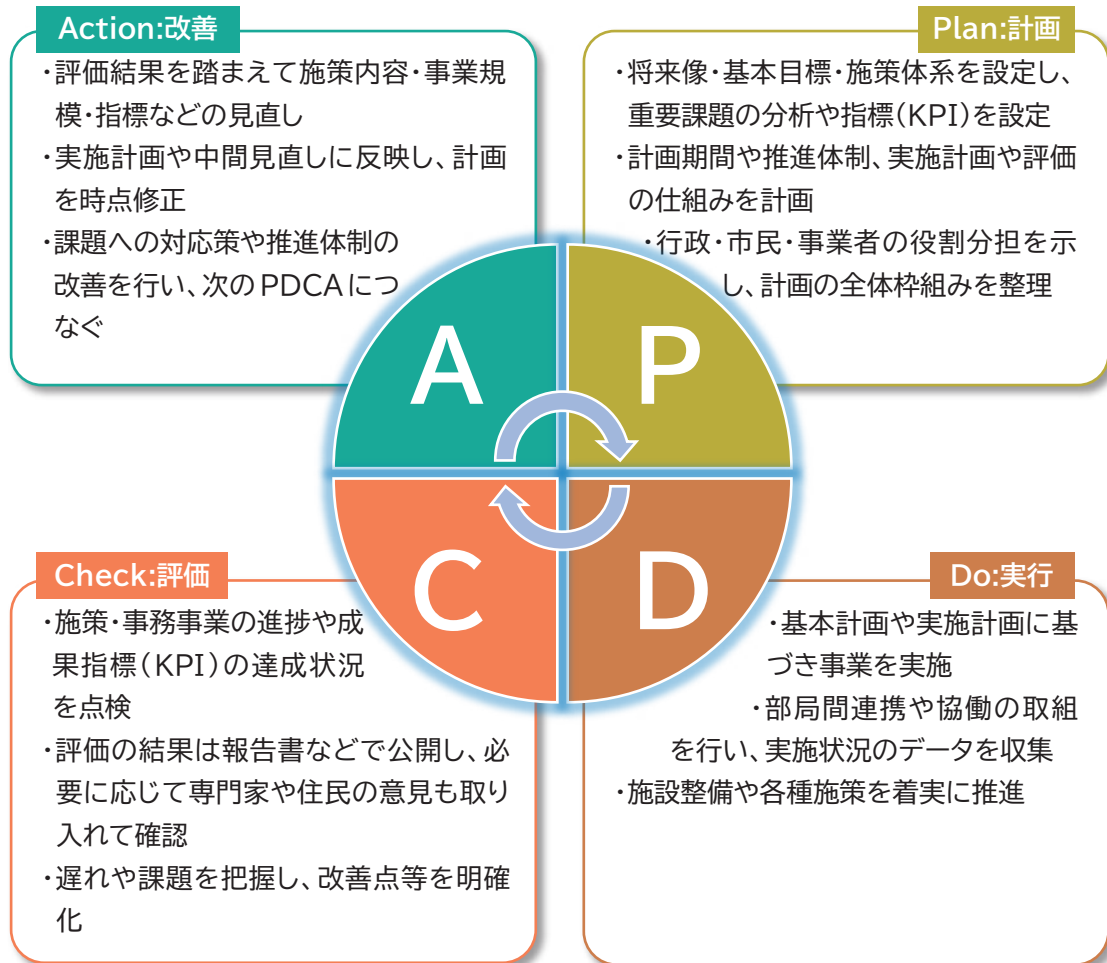 Action:改善
・評価結果を踏まえて施策内容・事業規
模・指標などの見直し
・実施計画や中間見直しに反映し、計画
を時点修正
・課題への対応策や推進体制の
改善を行い、次のPDCAにつ
なぐ
Plan:計画
・将来像・基本目標・施策体系を設定し、
重要課題の分析や指標(KPI)を設定
・計画期間や推進体制、実施計画や評価
の仕組みを計画
・行政・市民・事業者の役割分担を示
し、計画の全体枠組みを整理
A
P
C
D
Check:評価
・施策・事務事業の進捗や成
果指標(KPI)の達成状況
を点検
・評価の結果は報告書などで公開し、必
要に応じて専門家や住民の意見も取り
入れて確認
・遅れや課題を把握し、改善点等を明確
化
Do:実行
・基本計画や実施計画に基
づき事業を実施
・部局間連携や協働の取組
を行い、実施状況のデータを収集
・施設整備や各種施策を着実に推進